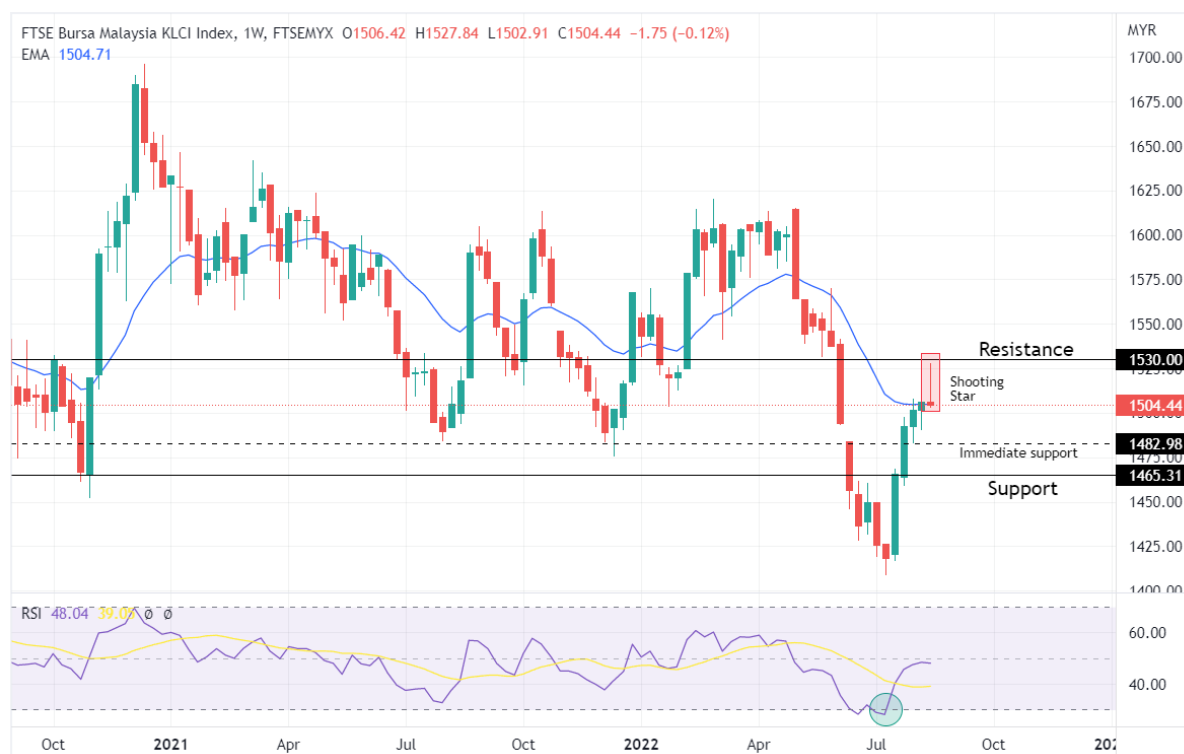 FTSE Bursa Malaysia KLCI Index, 1W, FTSEMYX O1506.42 H1527.84 L1502.91 C1504.44 −1.75 (−0.12%)
MYR
EMA 1504.71
1700.00
1675.00
1650.00
1625.00
1600.00
1575.00
1550.00
Resistance
1530.00
Shooting
Star
1504.44
1482.98
Immediate support
1465.31
Support
1450.00
1425.00
1400.00
RSI 48.04 39.05 ø ø
60.00
40.00
Oct 2021 Apr Jul Oct 2022 Apr Jul Oct